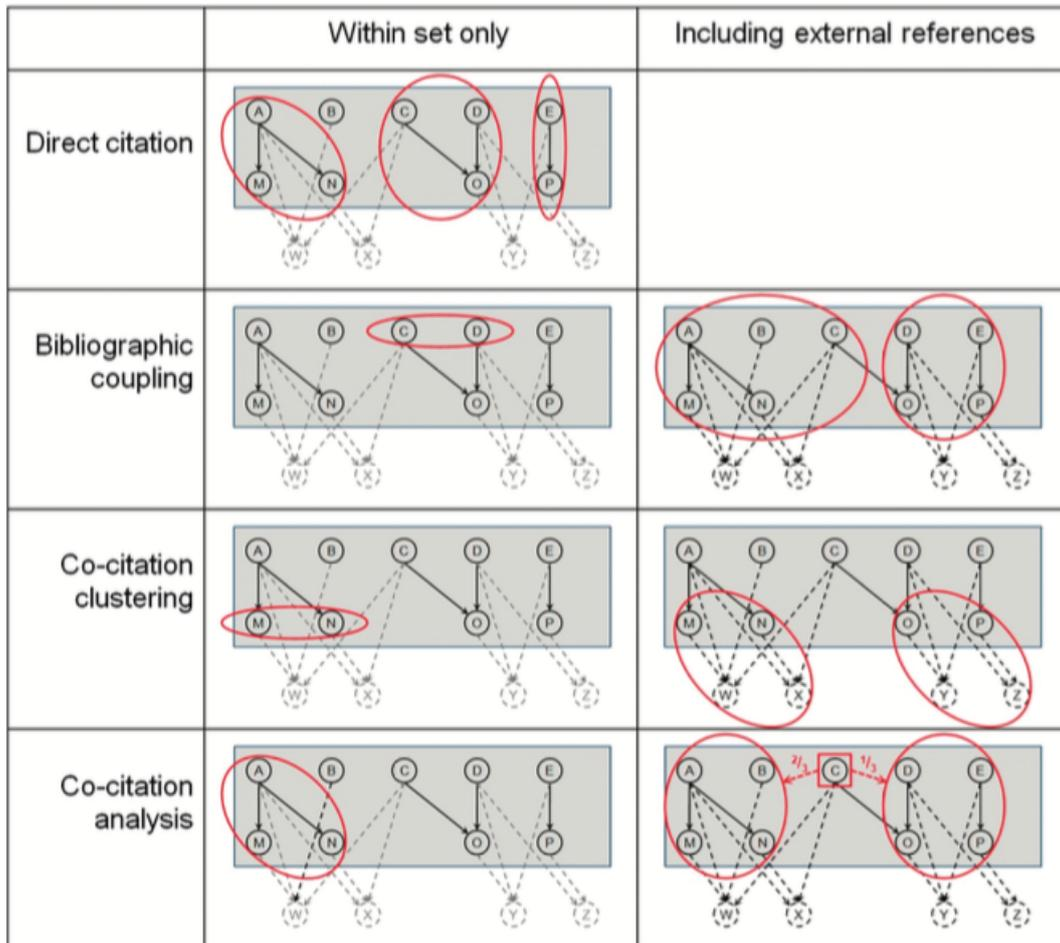 Within set only
Including external references
Direct citation
A B C D E
M N O P
W X Y Z
Bibliographic
coupling
A B C D E
M N O P
W X Y Z
A B C D E
M N O P
W X Y Z
Co-citation
clustering
A B C D E
M N O P
W X Y Z
A B C D E
M N O P
W X Y Z
Co-citation
analysis
A B C D E
M N O P
W X Y Z
A B 2/3 C 1/3 D E
M N O P
W X Y Z